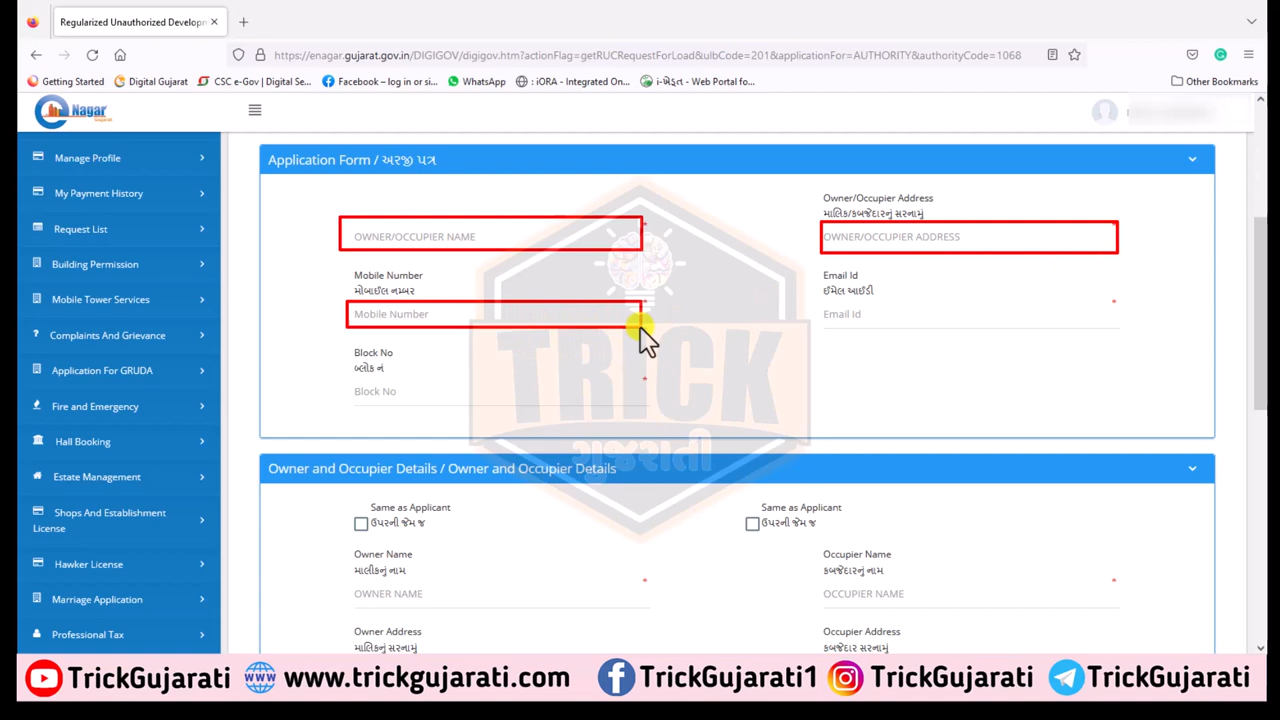 Regularized Unauthorized Developm
https://enagar.gujarat.gov.in/DIGIGOV/digigov.htm?actionFlag=getRUCRequestForLoad&ulbCode=201&applicationFor=AUTHORITY&authorityCode=1068
Getting Started Digital Gujarat CSC e-Gov | Digital Se... Facebook – log in or si... WhatsApp : iORA - Integrated On... i-ખેડૂત - Web Portal fo... Other Bookmarks
Nagar
Gujarat
Manage Profile
My Payment History
Request List
Building Permission
Mobile Tower Services
Complaints And Grievance
Application For GRUDA
Fire and Emergency
Hall Booking
Estate Management
Shops And Establishment
License
Hawker License
Marriage Application
Professional Tax
Application Form / અરજી પત્ર
OWNER/OCCUPIER NAME *
Owner/Occupier Address
માલિક/કબજેદારનું સરનામું
OWNER/OCCUPIER ADDRESS
Mobile Number
મોબાઈલ નમ્બર
Mobile Number *
Email Id
ઈમેલ આઈડી
Email Id *
Block No
બ્લોક નં
Block No *
TRICK
ગુજરાતી
Owner and Occupier Details / Owner and Occupier Details
Same as Applicant
ઉપરની જેમ જ
Same as Applicant
ઉપરની જેમ જ
Owner Name
માલીકનું નામ
OWNER NAME *
Occupier Name
કબજેદારનું નામ
OCCUPIER NAME *
Owner Address
માલિકનું સરનામું
Occupier Address
કબજેદાર સરનામું
TrickGujarati www.trickgujarati.com TrickGujarati1 TrickGujarati TrickGujarati